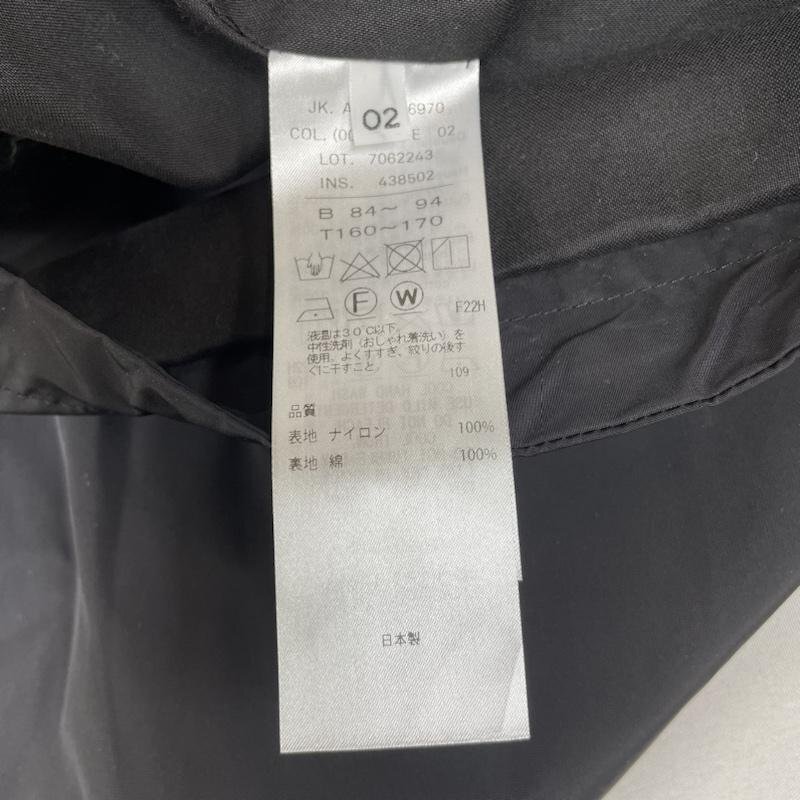 JK. A 6970
02
COL. (00 E 02
LOT. 7062243
INS. 438502
B 84～ 94
T160～170
F W F22H
液温は30℃以下。
中性洗剤（おしゃれ着洗い）を
使用。よくすすぎ、絞りの後す
ぐに干すこと。
109
品質
表地 ナイロン 100%
裏地 綿 100%
日本製